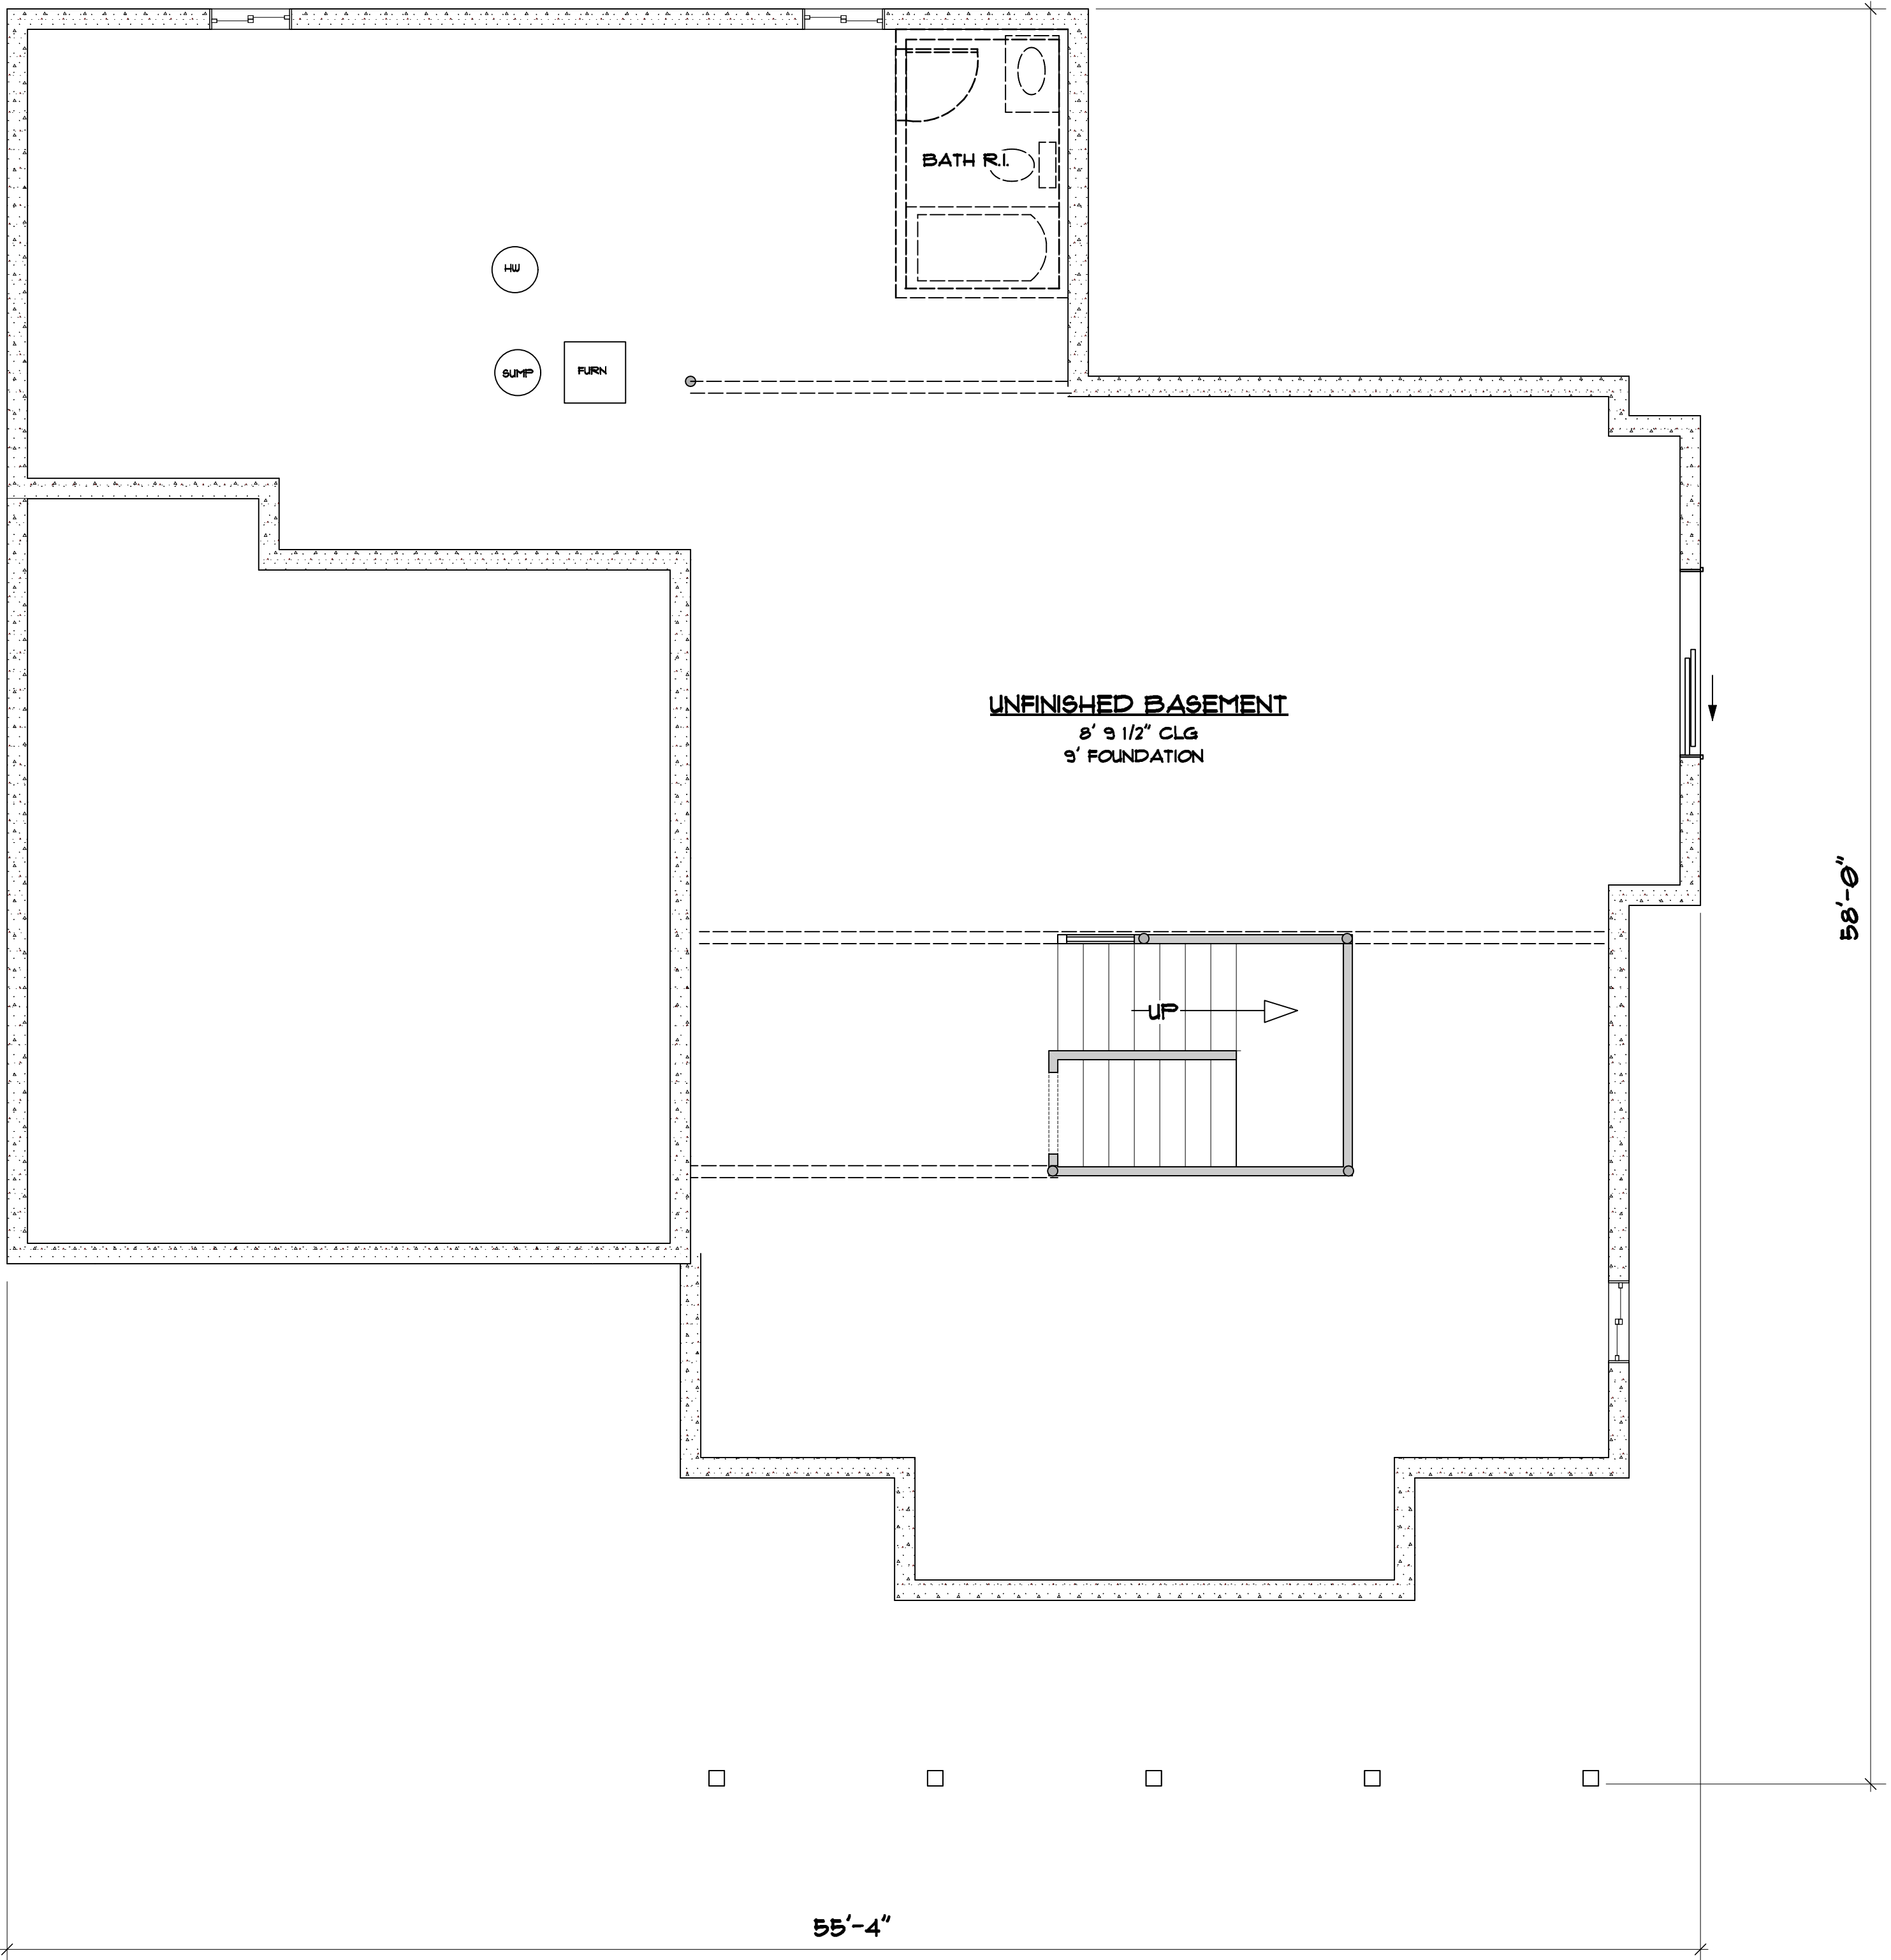 BATH R.I.
HW
SUMP
FURN
UNFINISHED BASEMENT
8' 9 1/2" CLG
9' FOUNDATION
58'-0"
UP
55'-4"